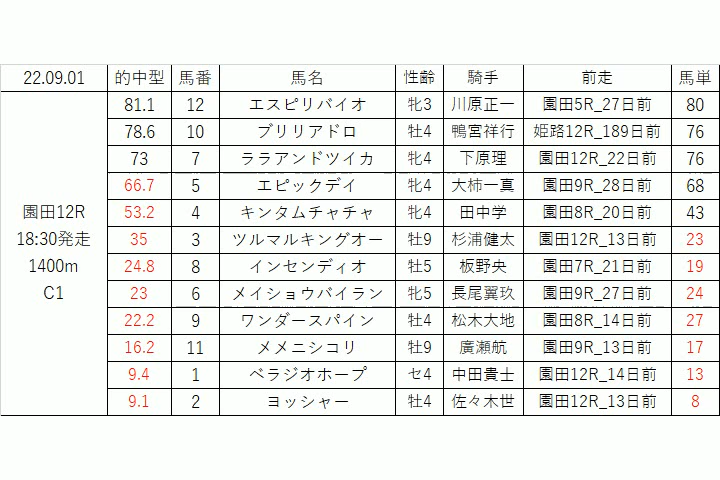 22.09.01 的中型 馬番 馬名 性齢 騎手 前走 馬単
81.1 12 エスピリバイオ 牝3 川原正一 園田5R_27日前 80
78.6 10 ブリリアドロ 牡4 鴨宮祥行 姫路12R_189日前 76
73 7 ララアンドツイカ 牝4 下原理 園田12R_22日前 76
66.7 5 エピックデイ 牝4 大柿一真 園田9R_28日前 68
園田12R 53.2 4 キンタムチャチャ 牝4 田中学 園田8R_20日前 43
18:30発走 35 3 ツルマルキングオー 牡9 杉浦健太 園田12R_13日前 23
1400m 24.8 8 インセンディオ 牡5 板野央 園田7R_21日前 19
C1 23 6 メイショウバイラン 牝5 長尾翼玖 園田9R_27日前 24
22.2 9 ワンダースパイン 牡4 松木大地 園田8R_14日前 27
16.2 11 メメニシコリ 牡9 廣瀬航 園田9R_13日前 17
9.4 1 ベラジオホープ セ4 中田貴士 園田12R_14日前 13
9.1 2 ヨッシャー 牡4 佐々木世 園田12R_13日前 8